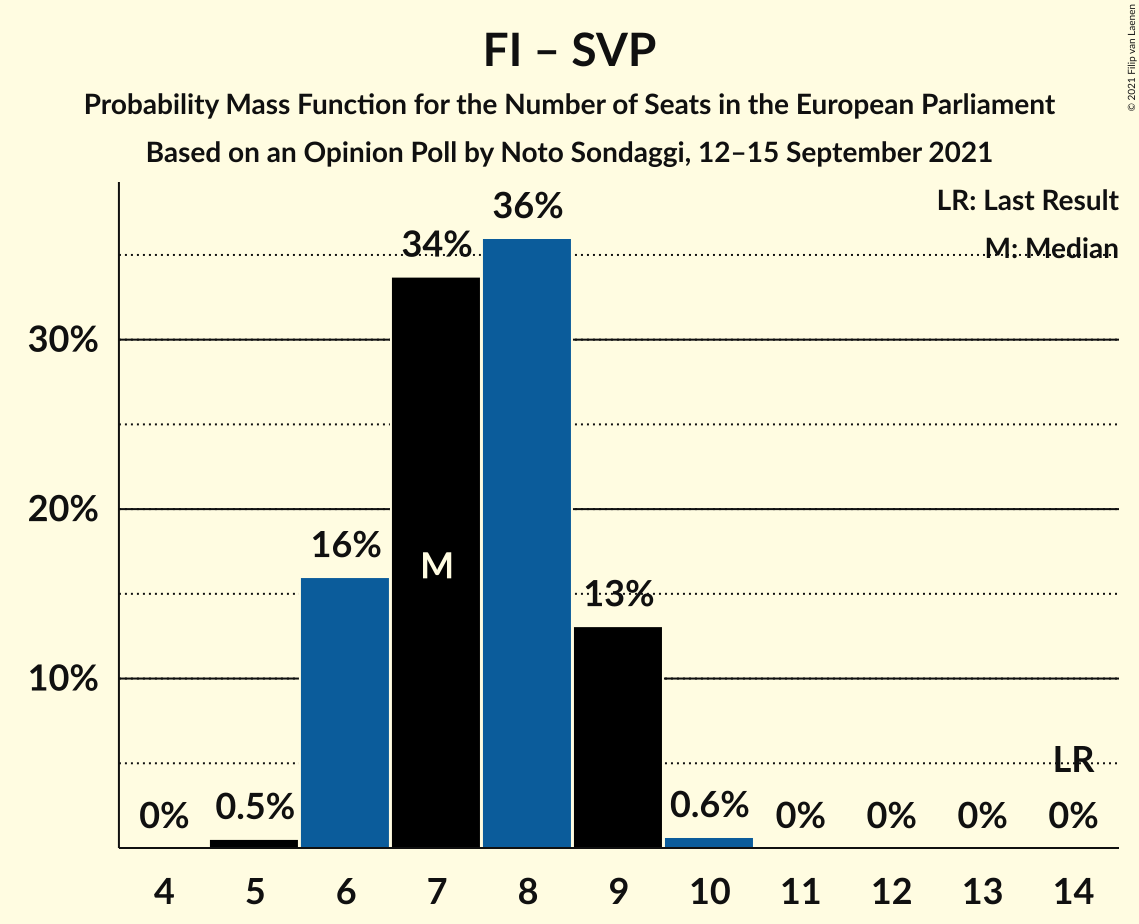 FI – SVP
Probability Mass Function for the Number of Seats in the European Parliament
Based on an Opinion Poll by Noto Sondaggi, 12–15 September 2021
© 2021 Filip van Laenen
LR: Last Result
M: Median
30%
20%
10%
0%
0.5%
16%
34%
M
36%
13%
0.6%
0%
0%
0%
LR
0%
4 5 6 7 8 9 10 11 12 13 14